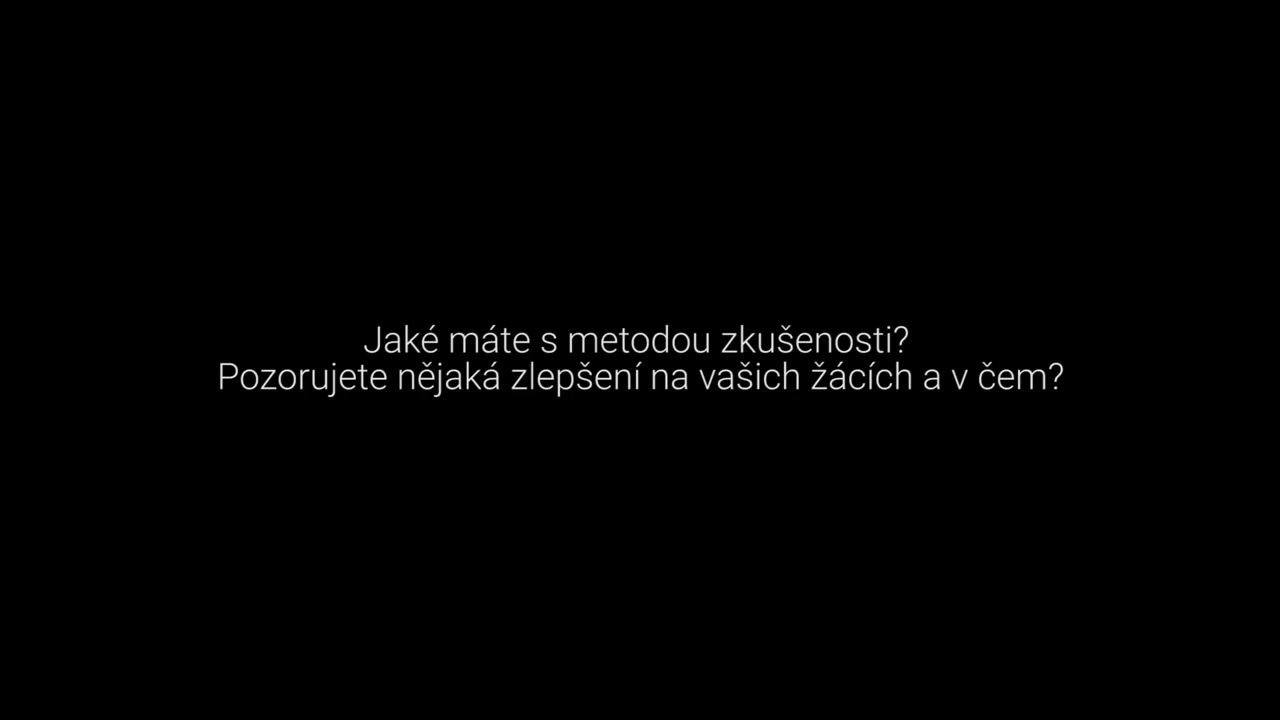 Jaké máte s metodou zkušenosti?
Pozorujete nějaká zlepšení na vašich žácích a v čem?